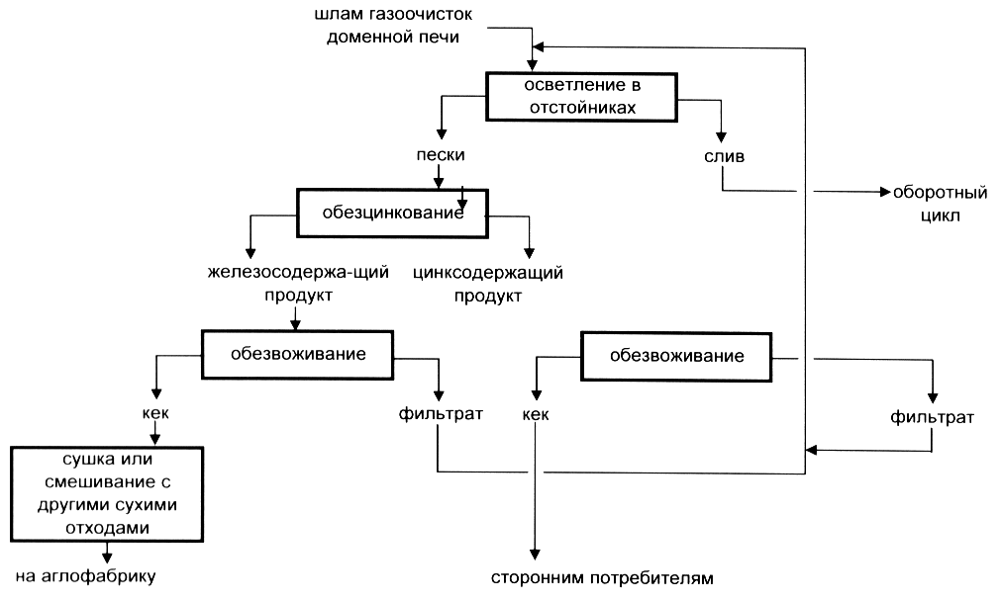 шлам газоочисток
доменной печи
осветление в
отстойниках
пески
слив
обезцинкование
оборотный
цикл
железосодержа-щий
продукт
цинксодержащий
продукт
обезвоживание
обезвоживание
кек
фильтрат
кек
фильтрат
сушка или
смешивание с
другими сухими
отходами
на аглофабрику
сторонним потребителям